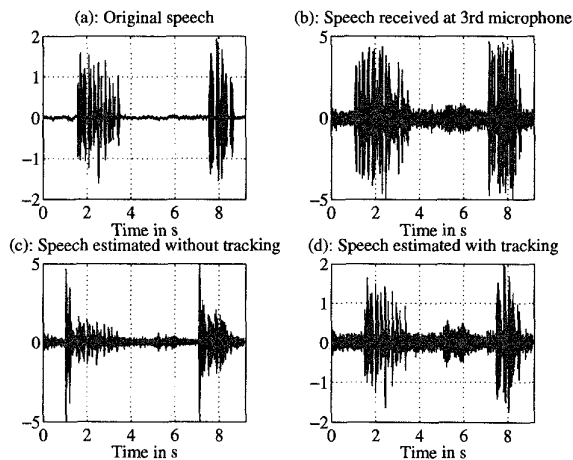 (a): Original speech
2
1
0
−1
−2
0 2 4 6 8
Time in s
(b): Speech received at 3rd microphone
5
0
−5
0 2 4 6 8
Time in s
(c): Speech estimated without tracking
5
0
−5
0 2 4 6 8
Time in s
(d): Speech estimated with tracking
2
1
0
−1
−2
0 2 4 6 8
Time in s